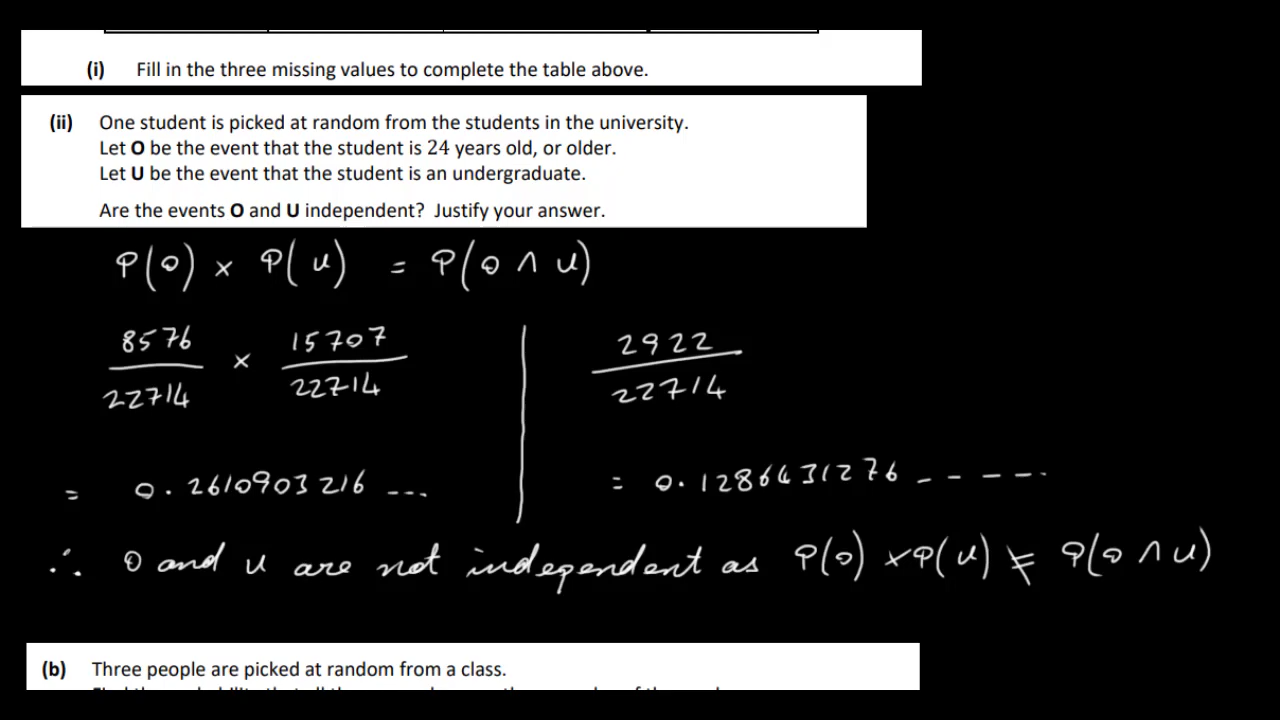 (i) Fill in the three missing values to complete the table above.
(ii) One student is picked at random from the students in the university.
Let O be the event that the student is 24 years old, or older.
Let U be the event that the student is an undergraduate.
Are the events O and U independent? Justify your answer.
P(O) × P(U) = P(O ∩ U)
8576/22714 × 15707/22714 | 2922/22714
= 0.2610903216 ... = 0.1286431276 -----
∴ O and U are not independent as P(O) × P(U) ≠ P(O ∩ U)
(b) Three people are picked at random from a class.